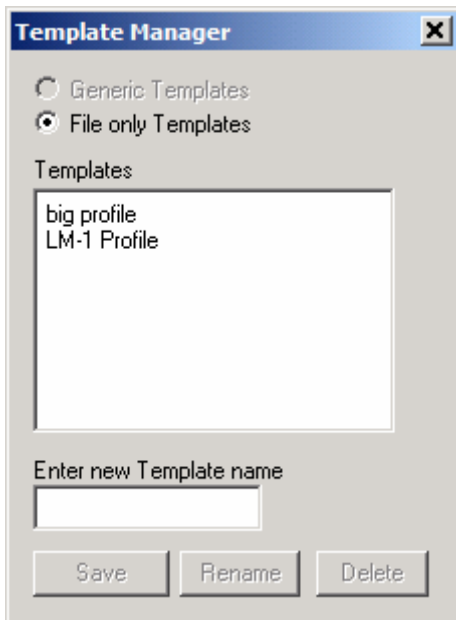 Template Manager
Generic Templates
File only Templates
Templates
big profile
LM-1 Profile
Enter new Template name
Save Rename Delete